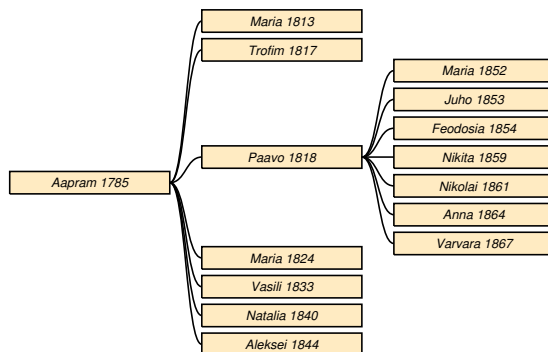 Maria 1813
Trofim 1817
Maria 1852
Juho 1853
Feodosia 1854
Aapram 1785
Paavo 1818
Nikita 1859
Nikolai 1861
Anna 1864
Varvara 1867
Maria 1824
Vasili 1833
Natalia 1840
Aleksei 1844